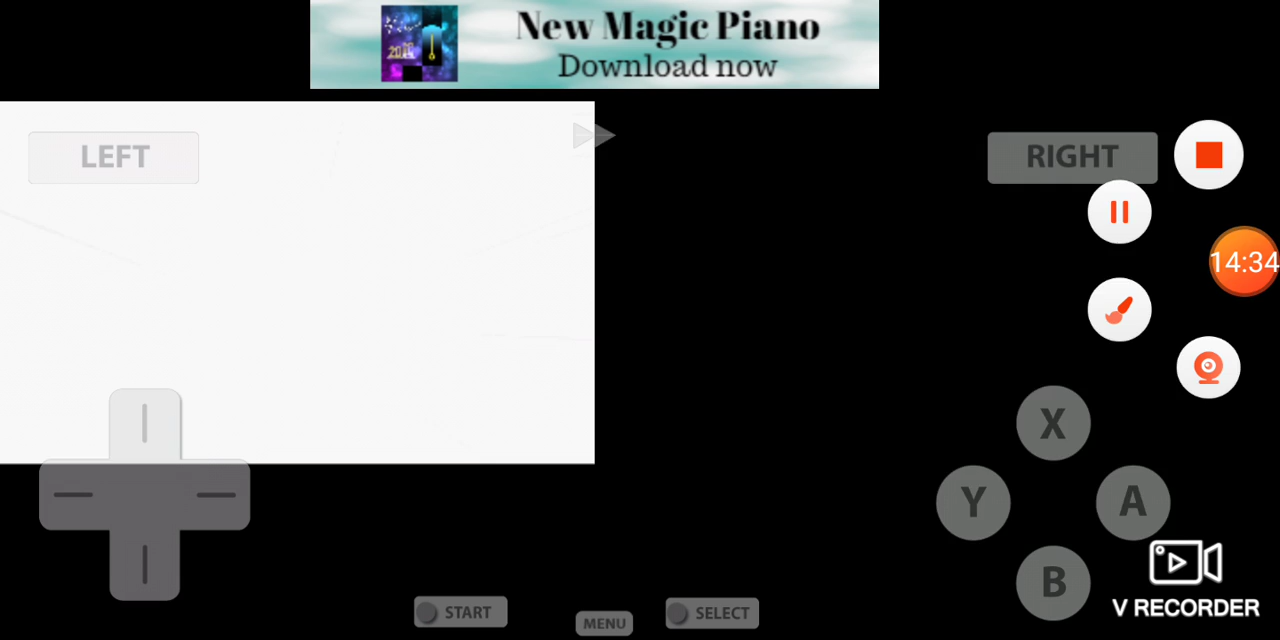 New Magic Piano
Download now
LEFT
RIGHT
14:34
X
Y
A
B
V RECORDER
START
SELECT
MENU